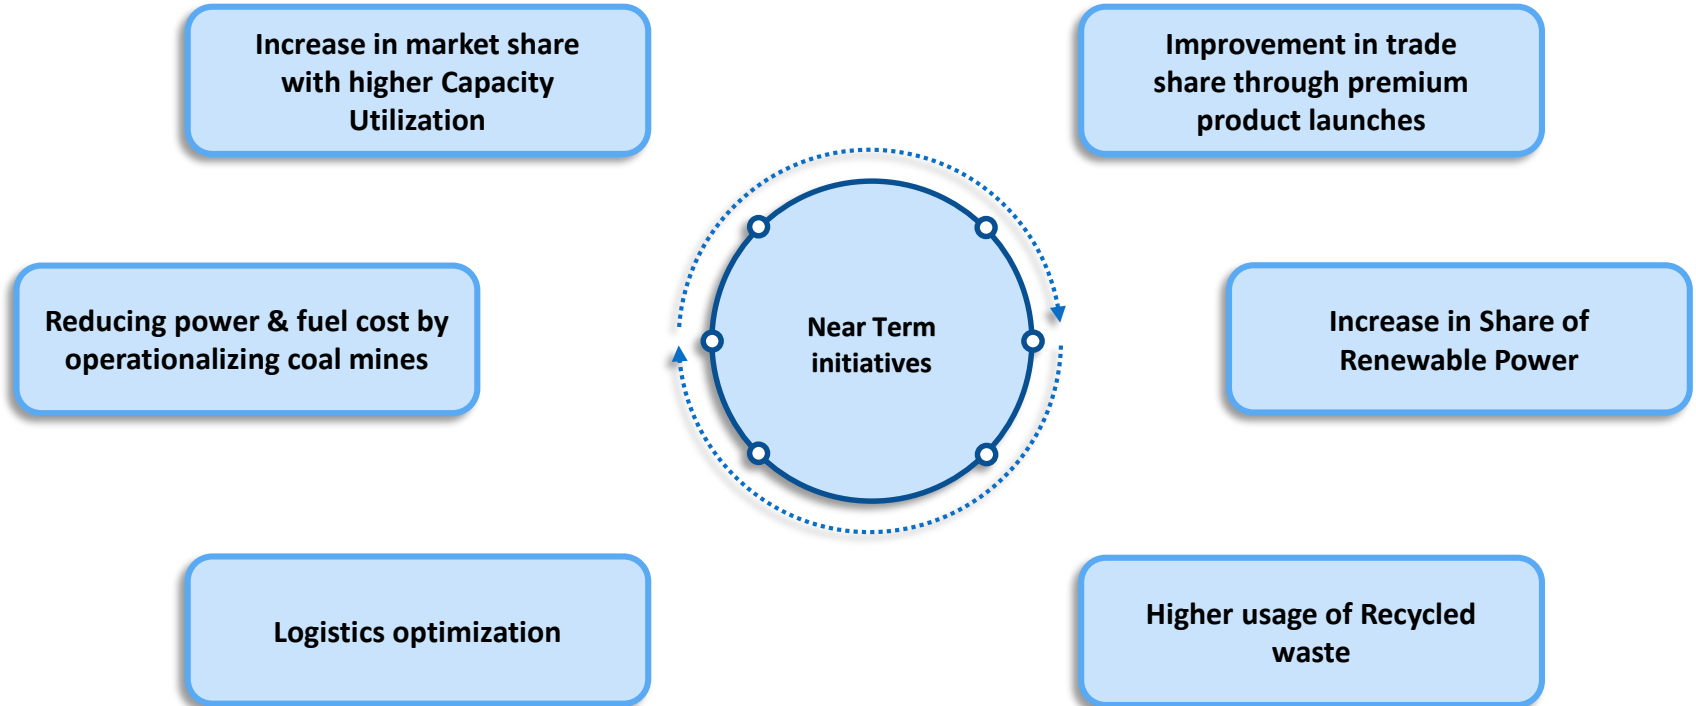 Increase in market share
with higher Capacity
Utilization
Improvement in trade
share through premium
product launches
Reducing power & fuel cost by
operationalizing coal mines
Near Term
initiatives
Increase in Share of
Renewable Power
Logistics optimization
Higher usage of Recycled
waste